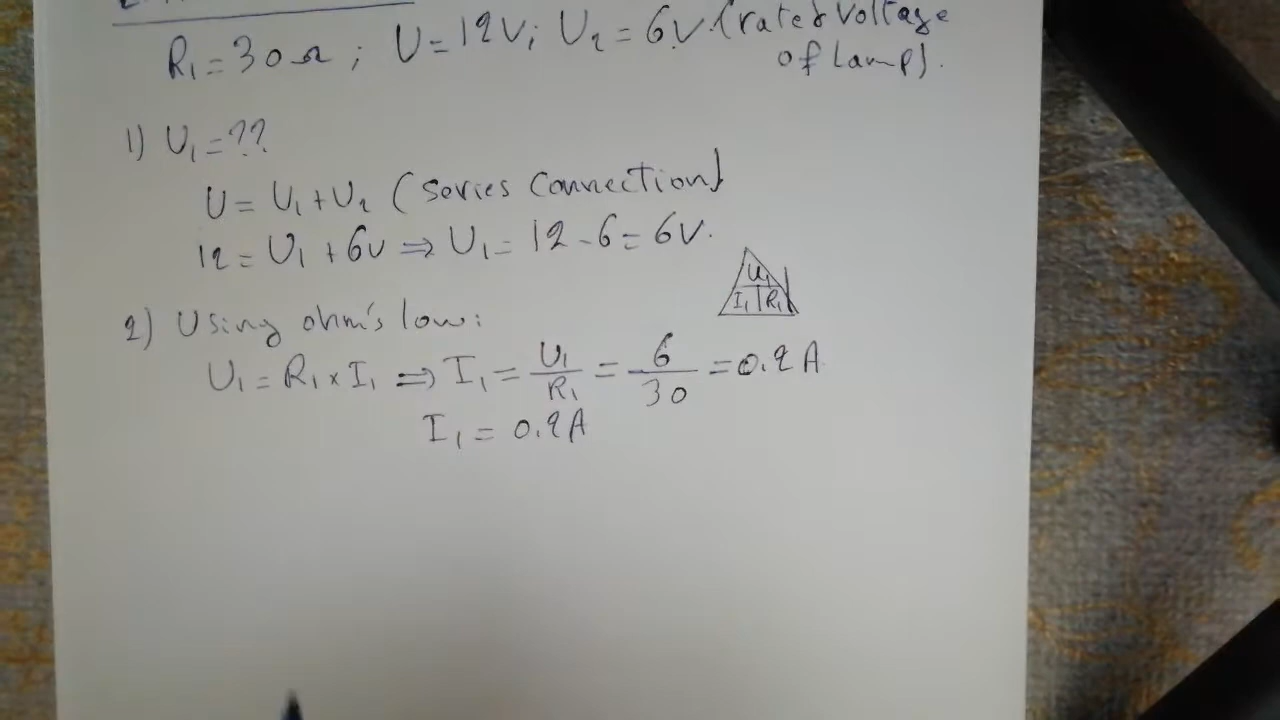 R₁ = 30Ω ; U = 12V; U₂ = 6V. (rated voltage
of lamp).
1) U₁ = ??
U = U₁ + U₂ (Series Connection)
12 = U₁ + 6v ⇒ U₁ = 12 - 6 = 6V.
U₁
I₁ R₁
2) Using ohm's low:
U₁ = R₁ × I₁ ⇒ I₁ = U₁/R₁ = 6/30 = 0.2 A
I₁ = 0.2A